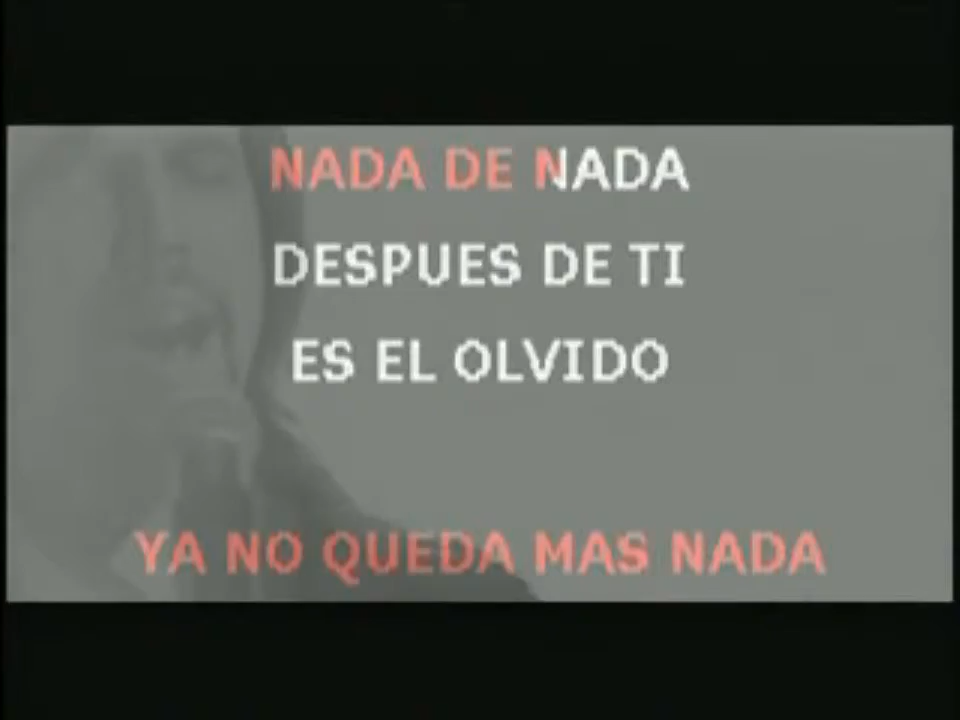 NADA DE NADA
DESPUES DE TI
ES EL OLVIDO
YA NO QUEDA MAS NADA